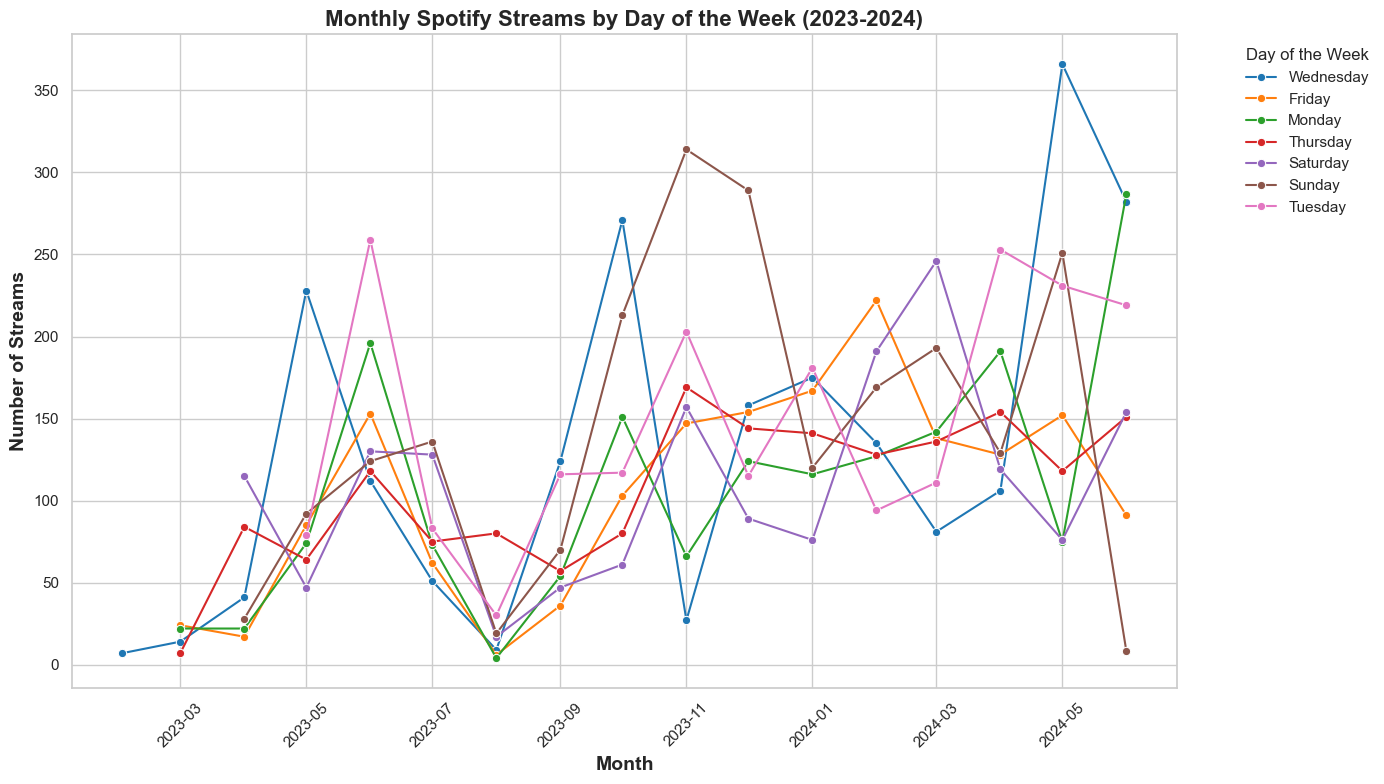 Monthly Spotify Streams by Day of the Week (2023-2024)
Number of Streams
350
300
250
200
150
100
50
0
2023-03
2023-05
2023-07
2023-09
2023-11
2024-01
2024-03
2024-05
Month
Day of the Week
Wednesday
Friday
Monday
Thursday
Saturday
Sunday
Tuesday